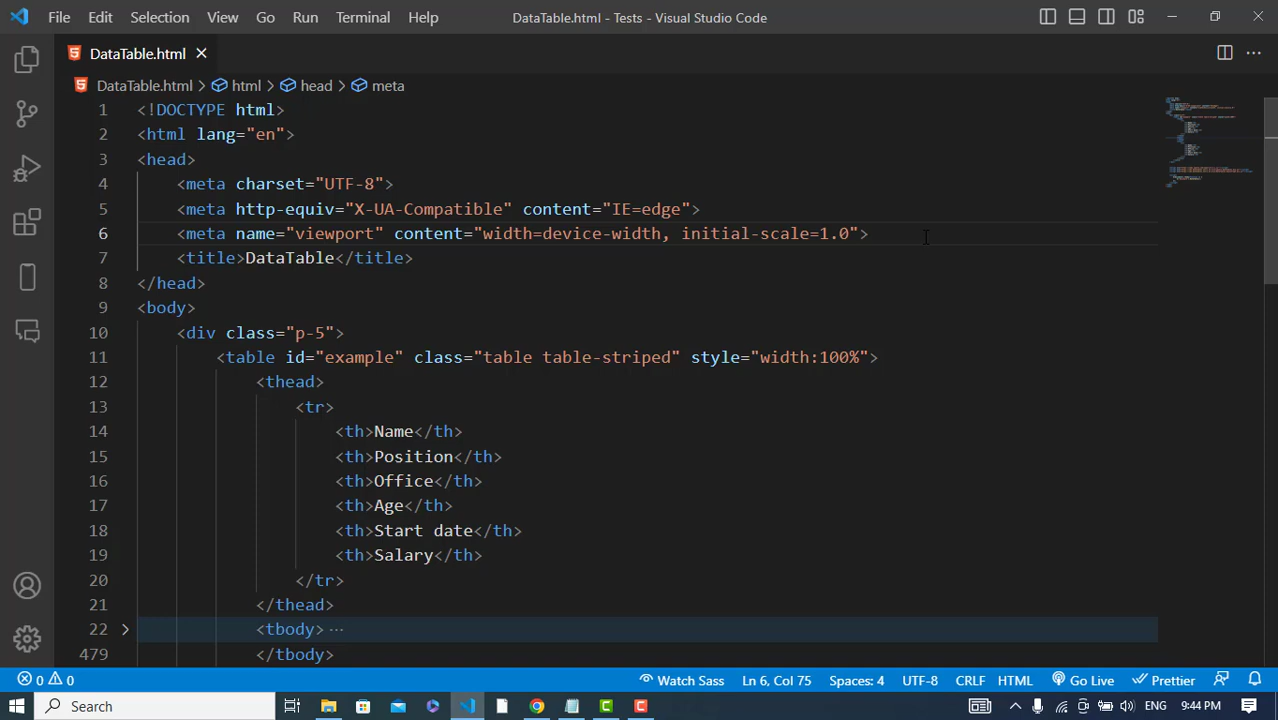 File Edit Selection View Go Run Terminal Help DataTable.html - Tests - Visual Studio Code
DataTable.html
DataTable.html > html > head > meta
1 <!DOCTYPE html>
2 <html lang="en">
3 <head>
4 <meta charset="UTF-8">
5 <meta http-equiv="X-UA-Compatible" content="IE=edge">
6 <meta name="viewport" content="width=device-width, initial-scale=1.0">
7 <title>DataTable</title>
8 </head>
9 <body>
10 <div class="p-5">
11 <table id="example" class="table table-striped" style="width:100%">
12 <thead>
13 <tr>
14 <th>Name</th>
15 <th>Position</th>
16 <th>Office</th>
17 <th>Age</th>
18 <th>Start date</th>
19 <th>Salary</th>
20 </tr>
21 </thead>
22 <tbody> ...
479 </tbody>
0 0 Watch Sass Ln 6, Col 75 Spaces: 4 UTF-8 CRLF HTML Go Live Prettier
Search ENG 9:44 PM